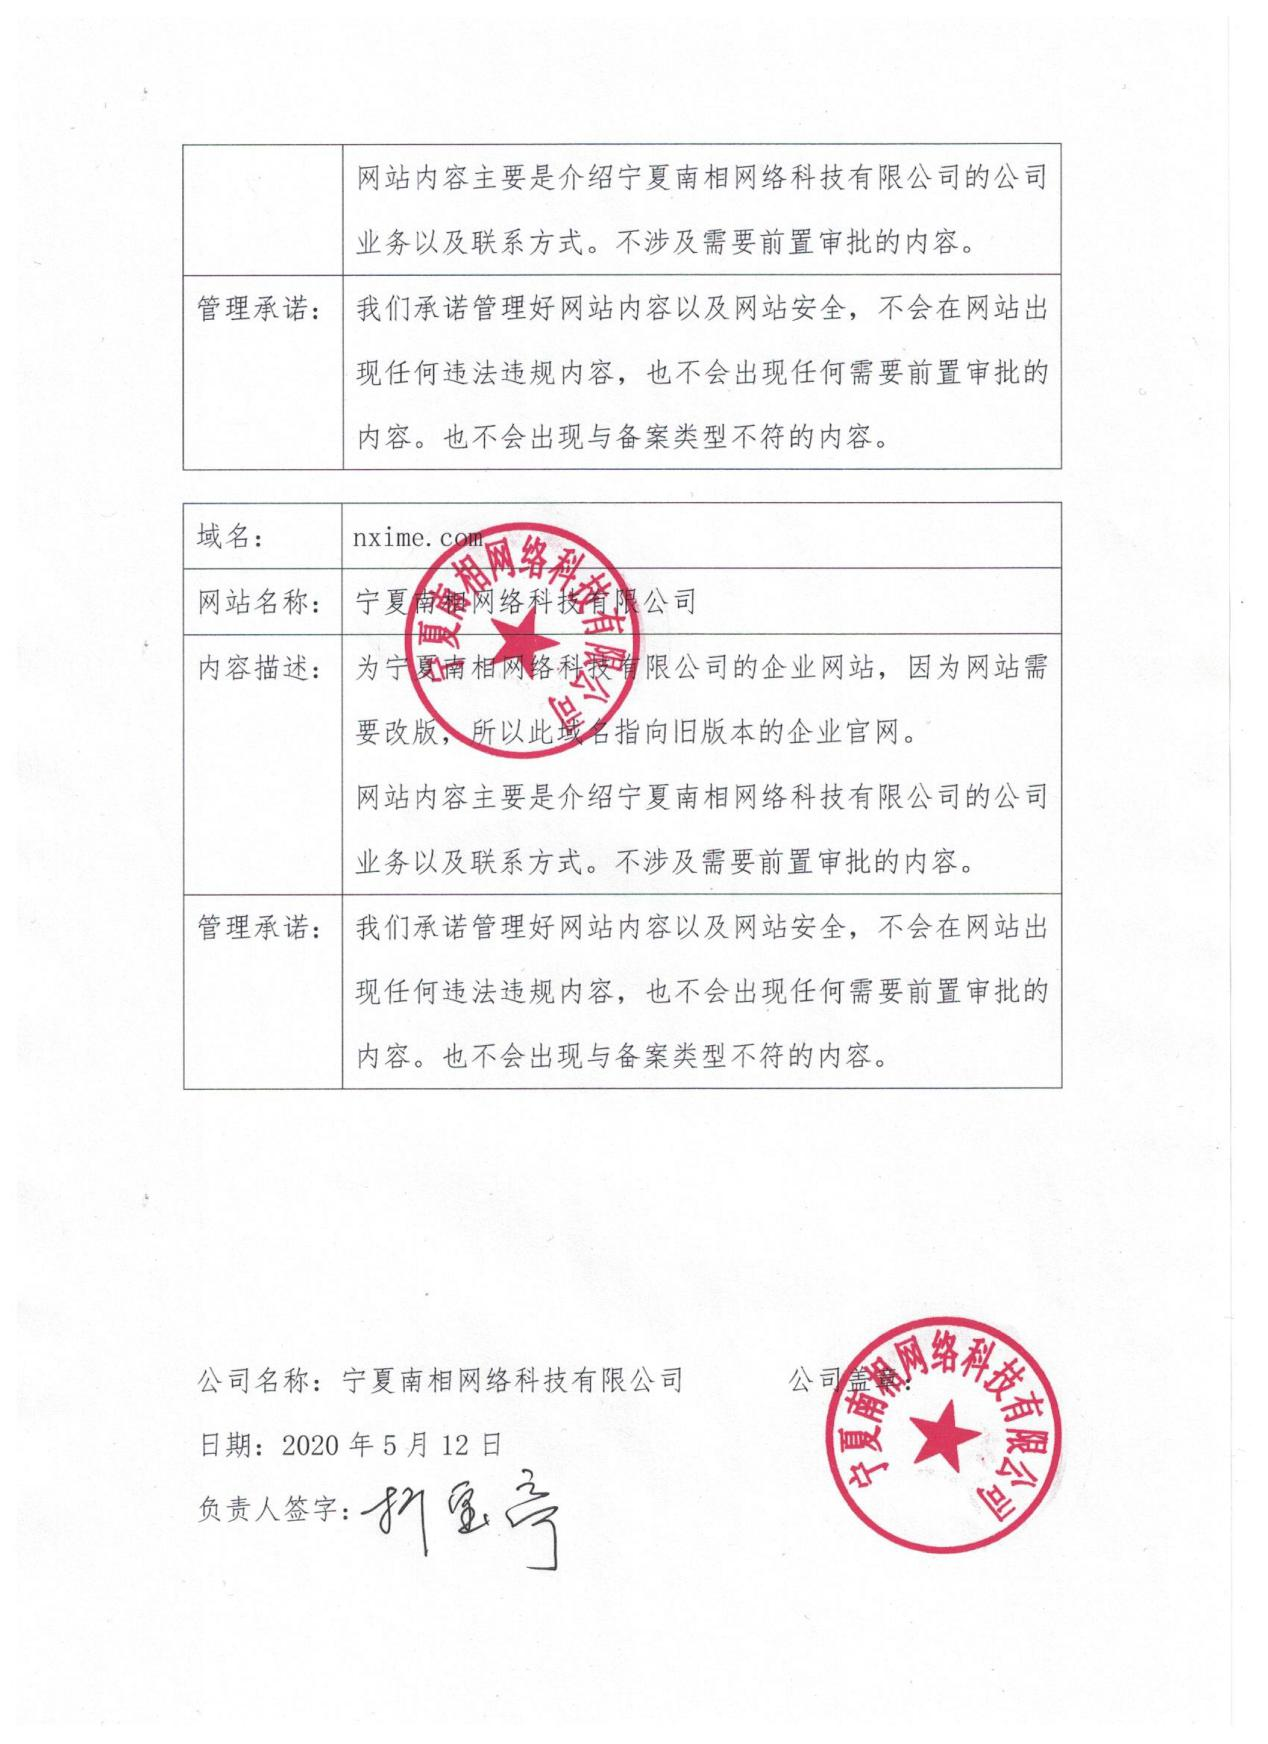 网站内容主要是介绍宁夏南相网络科技有限公司的公司
业务以及联系方式。不涉及需要前置审批的内容。
管理承诺：
我们承诺管理好网站内容以及网站安全，不会在网站出
现任何违法违规内容，也不会出现任何需要前置审批的
内容。也不会出现与备案类型不符的内容。
域名：
nxime.com
网站名称：
宁夏南相网络科技有限公司
内容描述：
为宁夏南相网络科技有限公司的企业网站，因为网站需
要改版，所以此域名指向旧版本的企业官网。
网站内容主要是介绍宁夏南相网络科技有限公司的公司
业务以及联系方式。不涉及需要前置审批的内容。
宁夏南相网络科技有限公司
管理承诺：
我们承诺管理好网站内容以及网站安全，不会在网站出
现任何违法违规内容，也不会出现任何需要前置审批的
内容。也不会出现与备案类型不符的内容。
公司名称：宁夏南相网络科技有限公司
公司盖章：
宁夏南相网络科技有限公司
日期：2020 年 5 月 12 日
负责人签字：